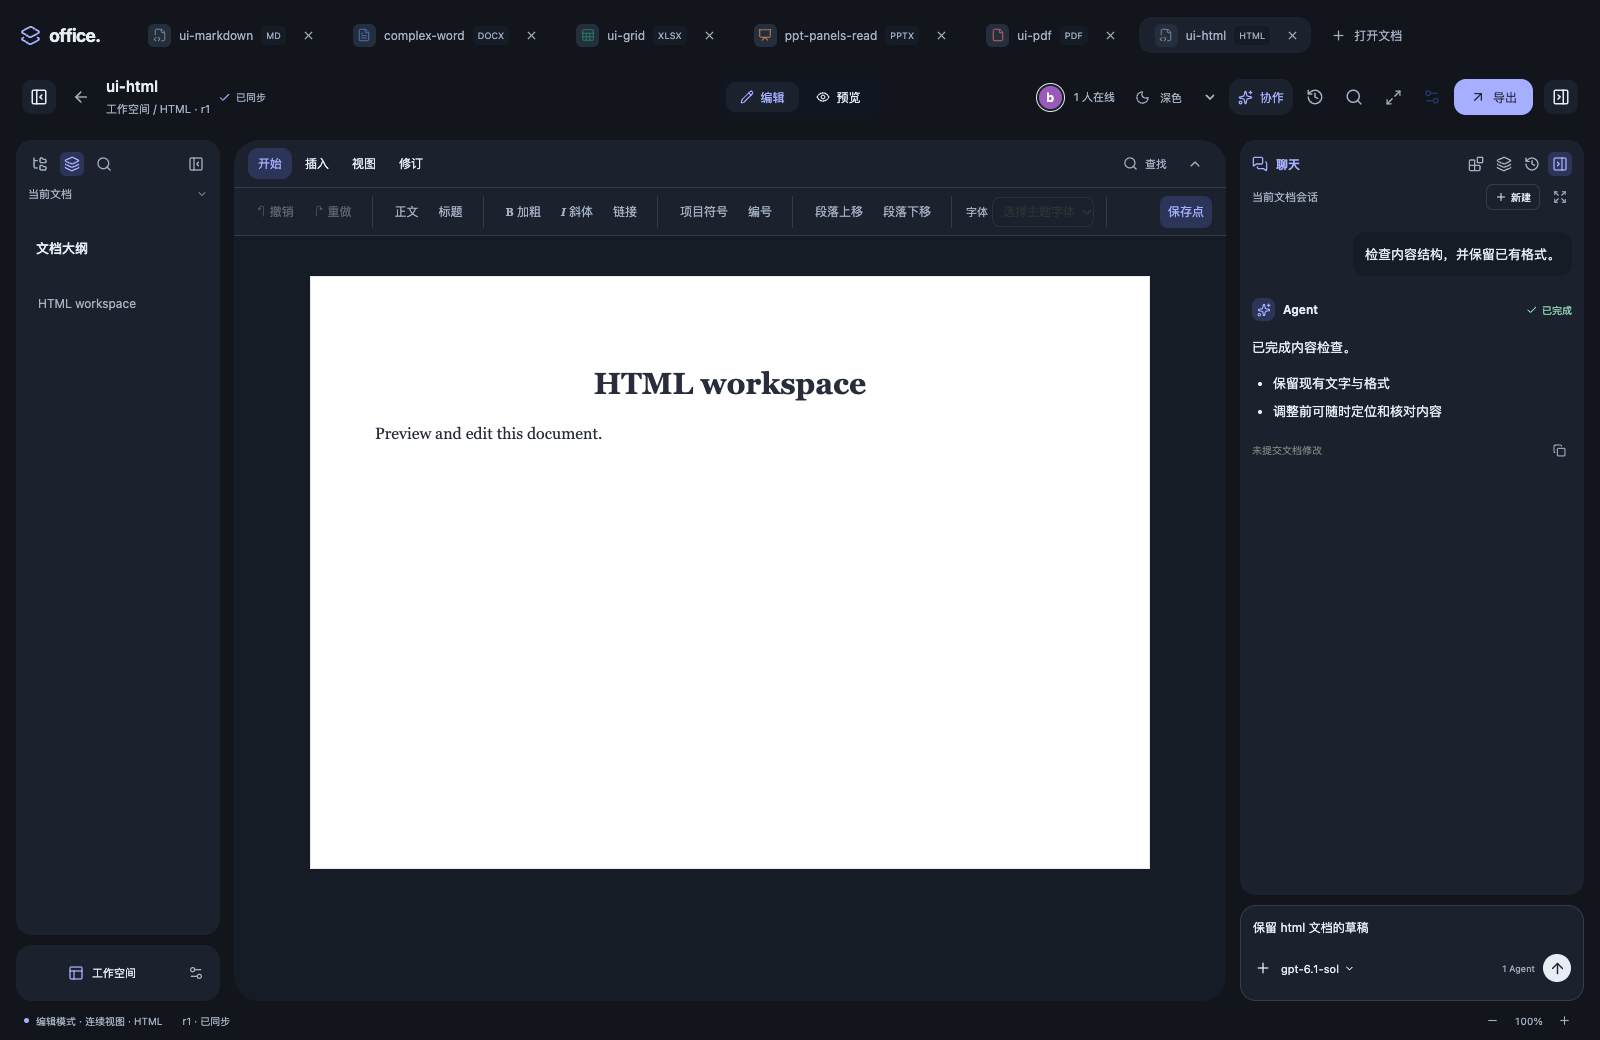 office.
ui-markdown MD
complex-word DOCX
ui-grid XLSX
ppt-panels-read PPTX
ui-pdf PDF
ui-html HTML
打开文档
ui-html
工作空间 / HTML · r1
已同步
编辑
预览
b
1 人在线
深色
协作
导出
当前文档
文档大纲
HTML workspace
工作空间
开始 插入 视图 修订
查找
撤销 重做 正文 标题 B 加粗 I 斜体 链接 项目符号 编号 段落上移 段落下移 字体 选择主题字体
保存点
HTML workspace
Preview and edit this document.
聊天
当前文档会话
新建
检查内容结构，并保留已有格式。
Agent
已完成
已完成内容检查。
• 保留现有文字与格式
• 调整前可随时定位和核对内容
未提交文档修改
保留 html 文档的草稿
gpt-6.1-sol
1 Agent
编辑模式 · 连续视图 · HTML
r1 · 已同步
100%